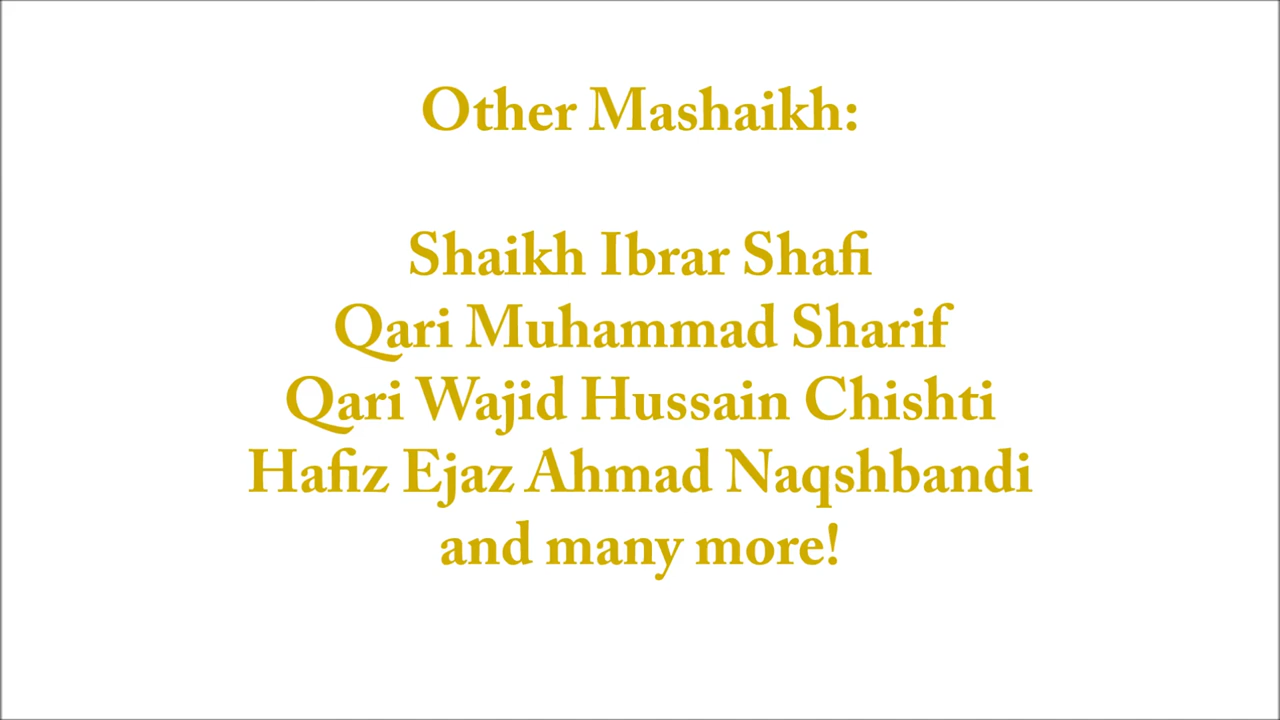 Other Mashaikh:
Shaikh Ibrar Shafi
Qari Muhammad Sharif
Qari Wajid Hussain Chishti
Hafiz Ejaz Ahmad Naqshbandi
and many more!